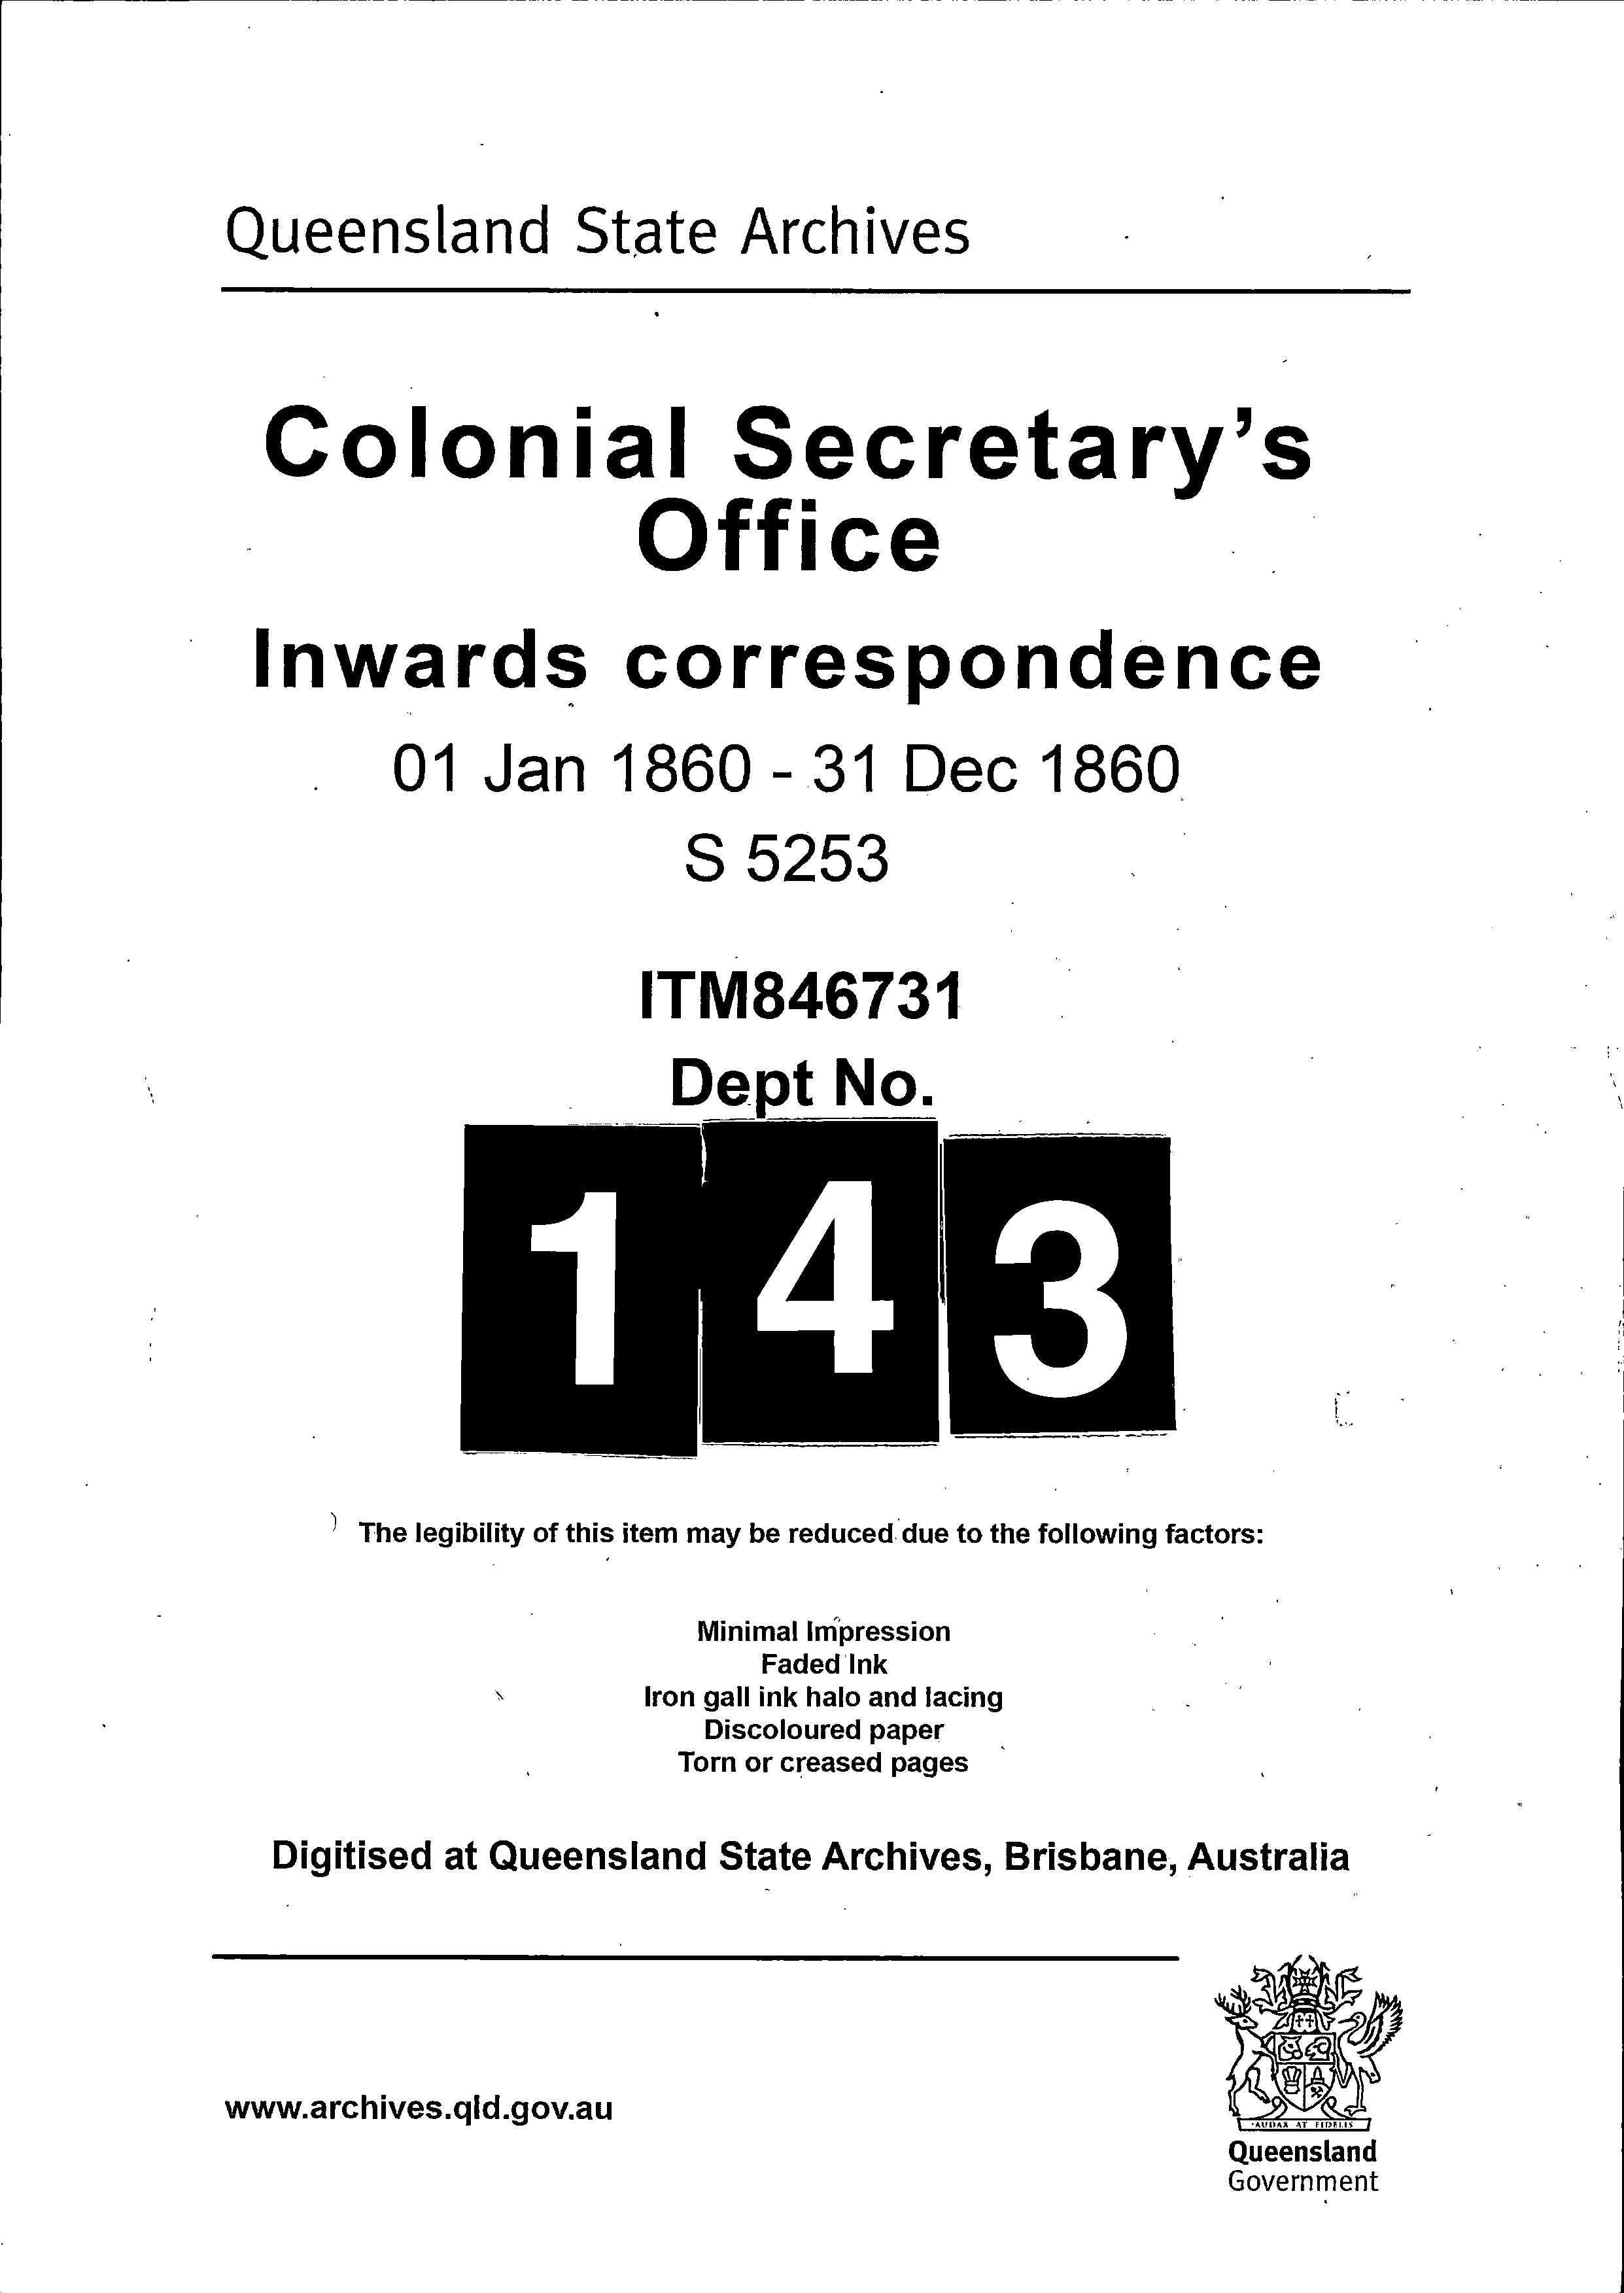 Queensland State Archives
Colonial Secretary's
Office
Inwards correspondence
01 Jan 1860 - 31 Dec 1860
S 5253
ITM846731
Dept No.
143
The legibility of this item may be reduced due to the following factors:
Minimal Impression
Faded Ink
Iron gall ink halo and lacing
Discoloured paper
Torn or creased pages
Digitised at Queensland State Archives, Brisbane, Australia
www.archives.qld.gov.au
AUDAX AT FIDELIS
Queensland
Government